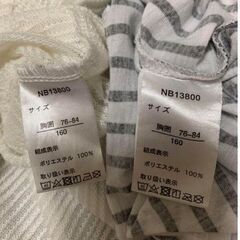 NB13800
サイズ
胸囲 76-84
160
組成表示
ポリエステル 100%
取り扱い表示
NB13800
サイズ
胸囲 76-84
160
組成表示
ポリエステル 100%
取り扱い表示